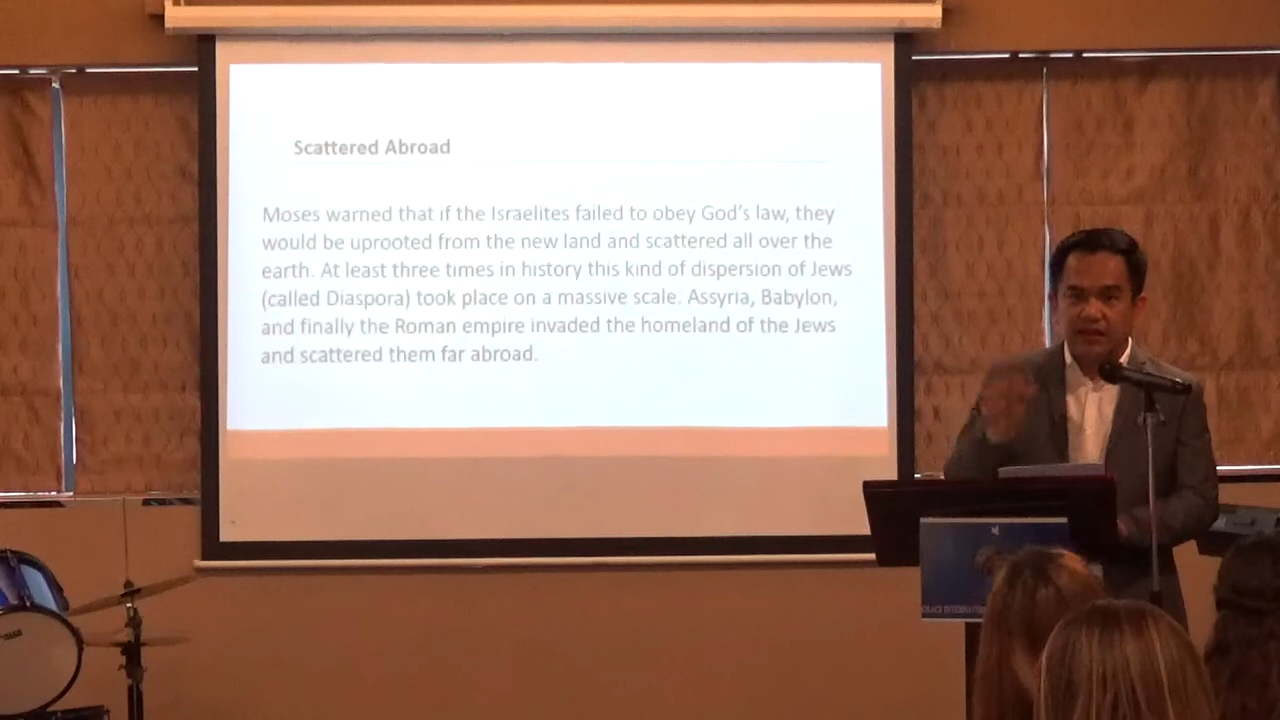 Scattered Abroad
Moses warned that if the Israelites failed to obey God's law, they
would be uprooted from the new land and scattered all over the
earth. At least three times in history this kind of dispersion of Jews
(called Diaspora) took place on a massive scale. Assyria, Babylon,
and finally the Roman empire invaded the homeland of the Jews
and scattered them far abroad.